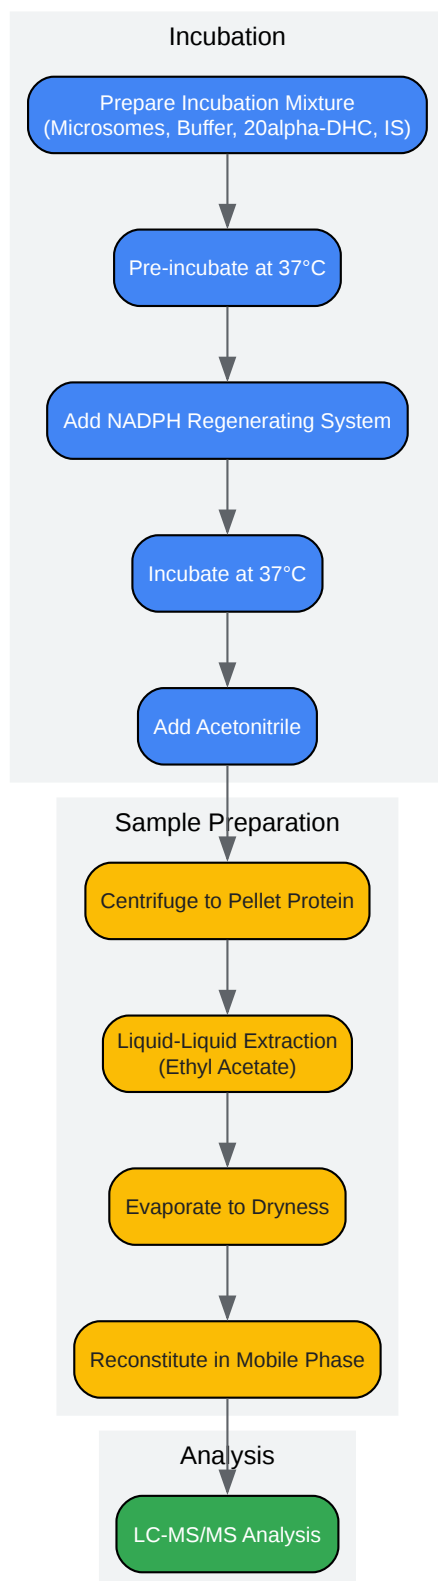 Incubation
Prepare Incubation Mixture
(Microsomes, Buffer, 20alpha-DHC, IS)
Pre-incubate at 37°C
Add NADPH Regenerating System
Incubate at 37°C
Add Acetonitrile
Sample Preparation
Centrifuge to Pellet Protein
Liquid-Liquid Extraction
(Ethyl Acetate)
Evaporate to Dryness
Reconstitute in Mobile Phase
Analysis
LC-MS/MS Analysis